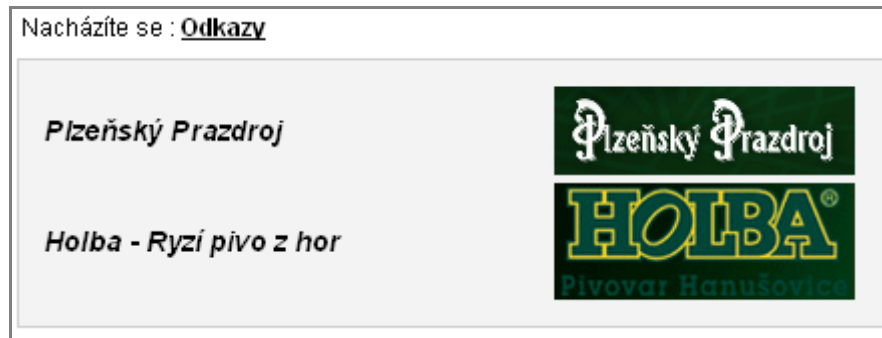 Nacházíte se : Odkazy
Plzeňský Prazdroj
Plzeňský Prazdroj
Holba - Ryzí pivo z hor
HOLBA®
Pivovar Hanušovice